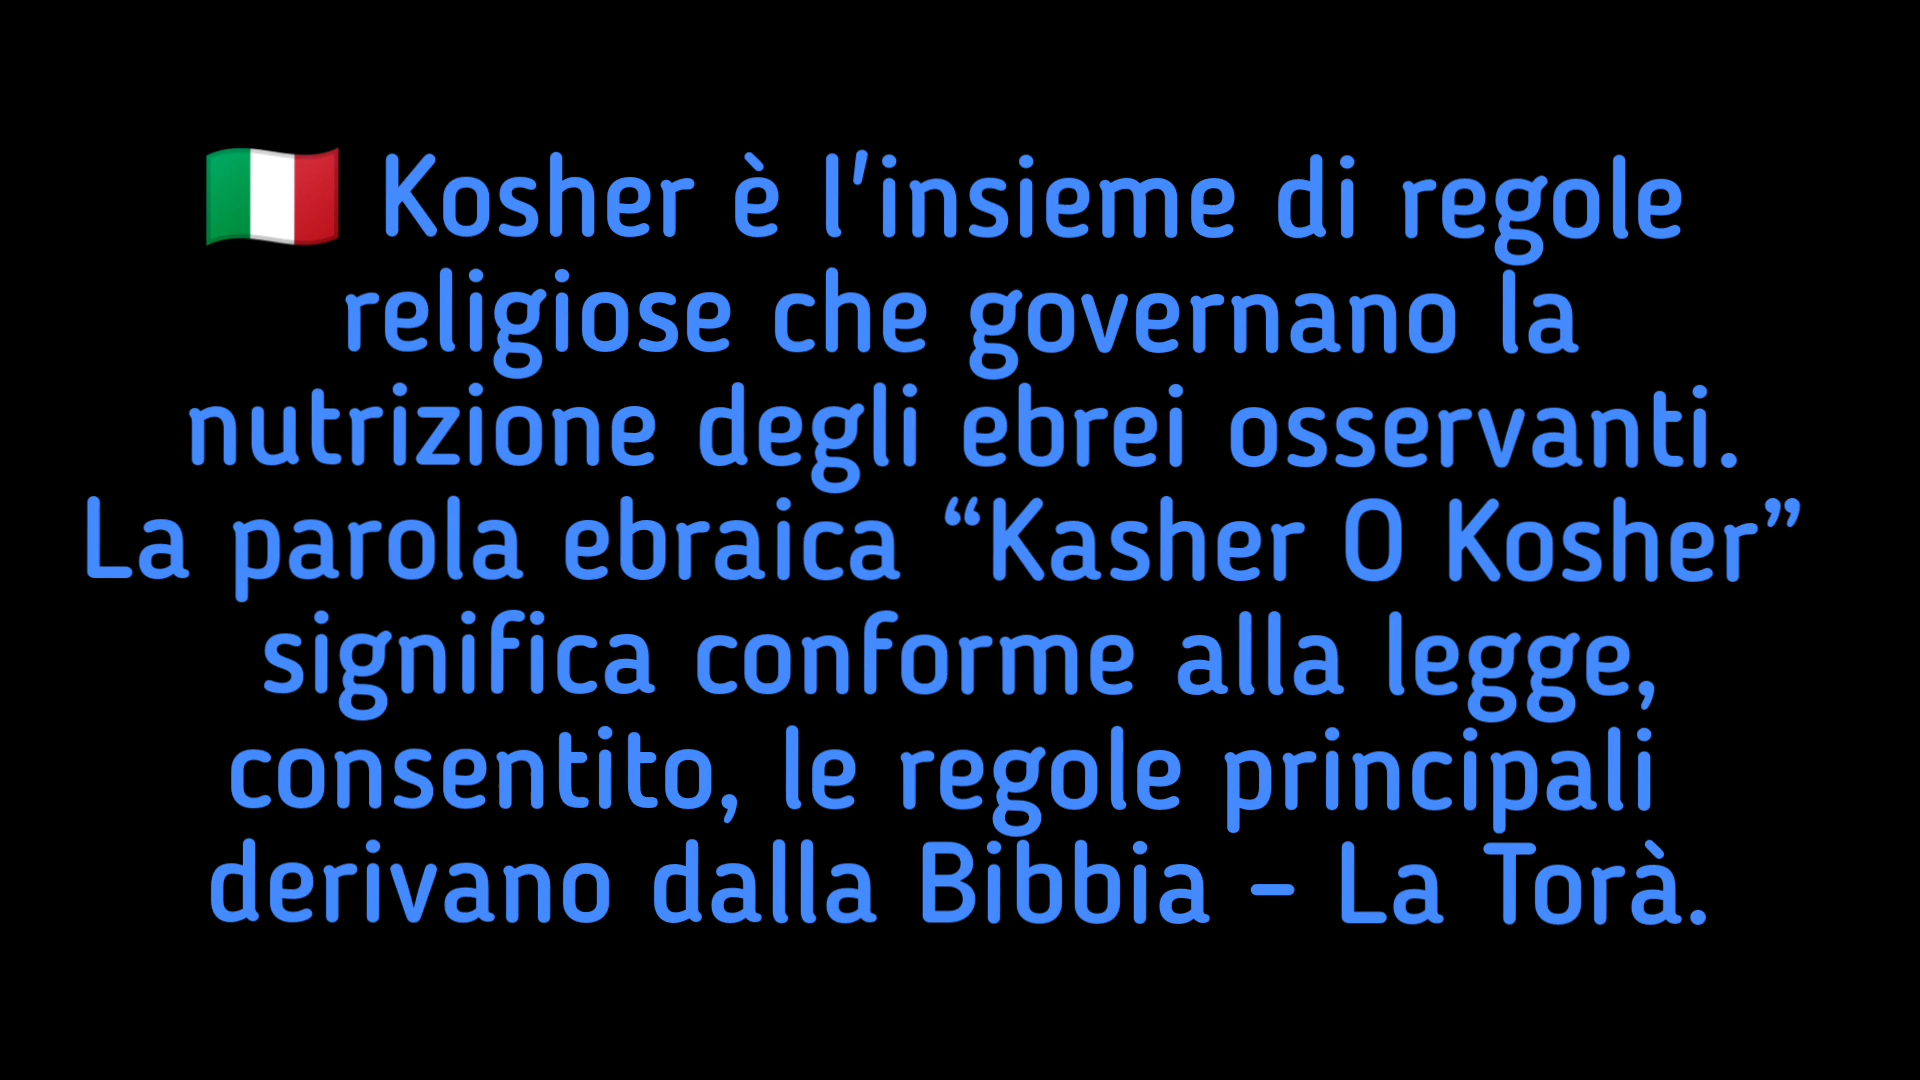 🇮🇹 Kosher è l'insieme di regole
religiose che governano la
nutrizione degli ebrei osservanti.
La parola ebraica “Kasher O Kosher”
significa conforme alla legge,
consentito, le regole principali
derivano dalla Bibbia – La Torà.